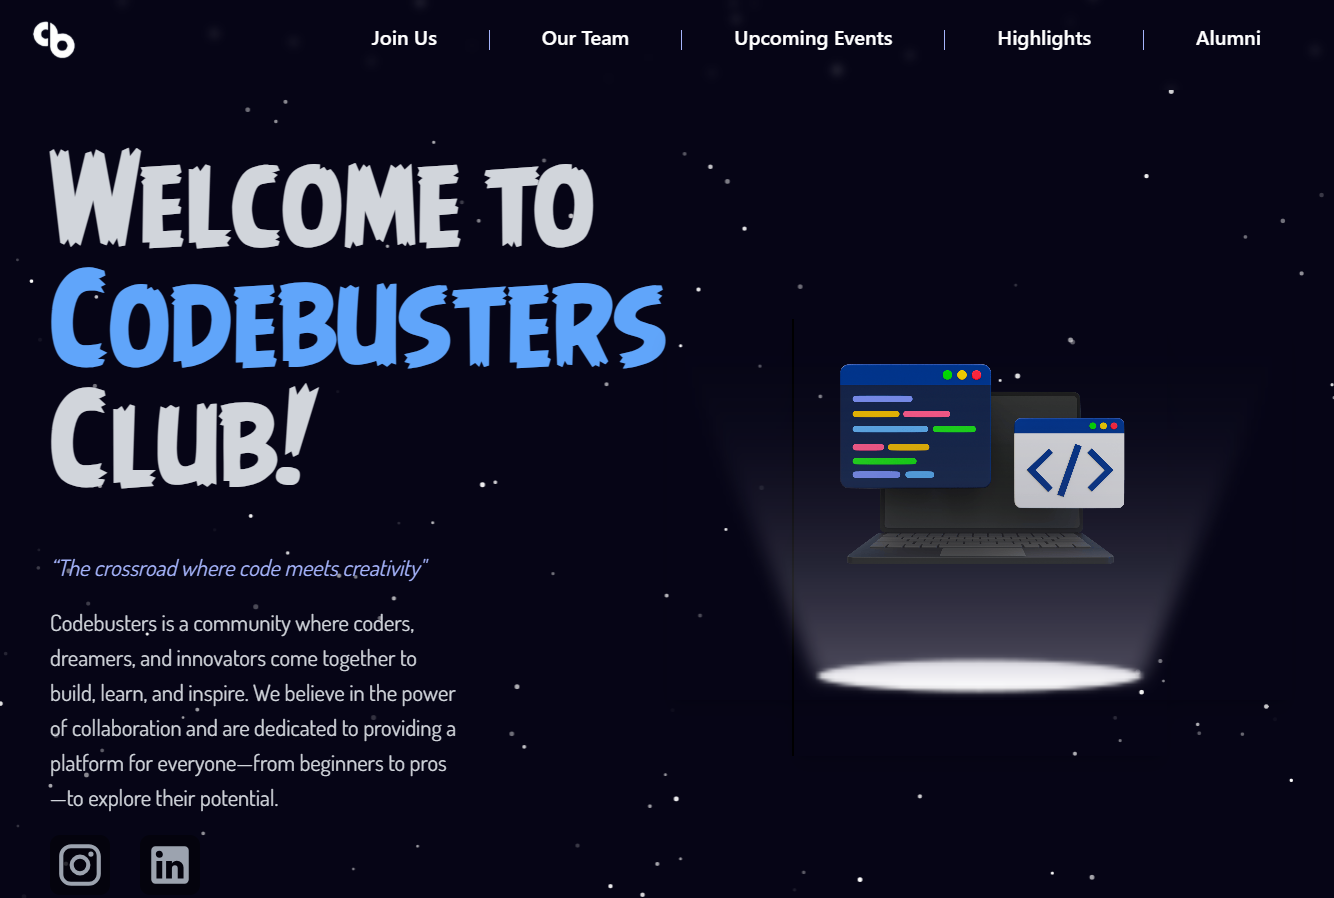 cb
Join Us
Our Team
Upcoming Events
Highlights
Alumni
WELCOME TO
CODEBUSTERS
CLUB!
</>
“The crossroad where code meets creativity"
Codebusters is a community where coders,
dreamers, and innovators come together to
build, learn, and inspire. We believe in the power
of collaboration and are dedicated to providing a
platform for everyone—from beginners to pros
—to explore their potential.
in